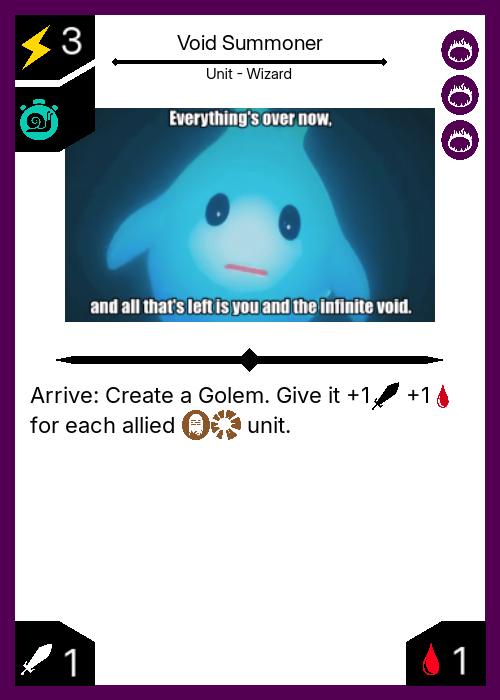 3
Void Summoner
Unit - Wizard
Everything's over now,
and all that's left is you and the infinite void.
Arrive: Create a Golem. Give it +1 +1
for each allied unit.
1
1